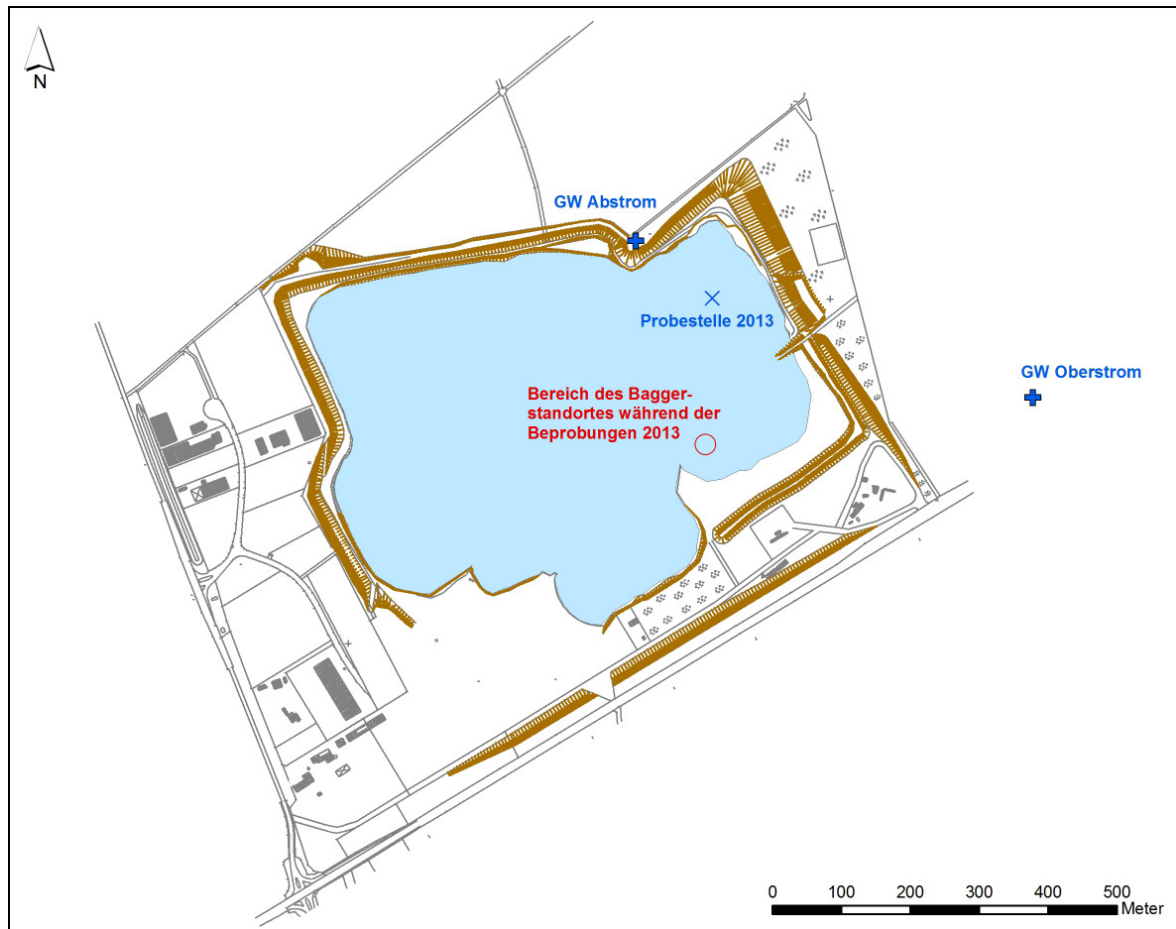 N
GW Abstrom
Probestelle 2013
GW Oberstrom
Bereich des Bagger-
standortes während der
Beprobungen 2013
0 100 200 300 400 500
Meter